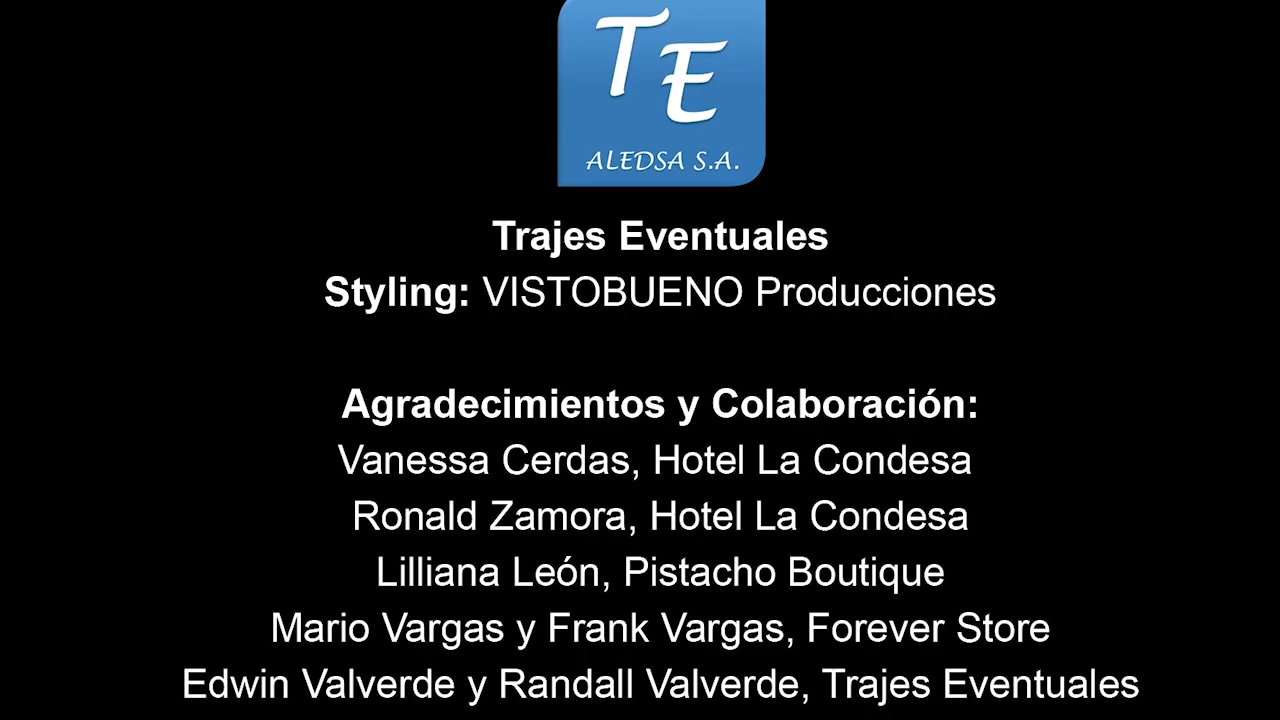 TE
ALEDSA S.A.
Trajes Eventuales
Styling: VISTOBUENO Producciones
Agradecimientos y Colaboración:
Vanessa Cerdas, Hotel La Condesa
Ronald Zamora, Hotel La Condesa
Lilliana León, Pistacho Boutique
Mario Vargas y Frank Vargas, Forever Store
Edwin Valverde y Randall Valverde, Trajes Eventuales